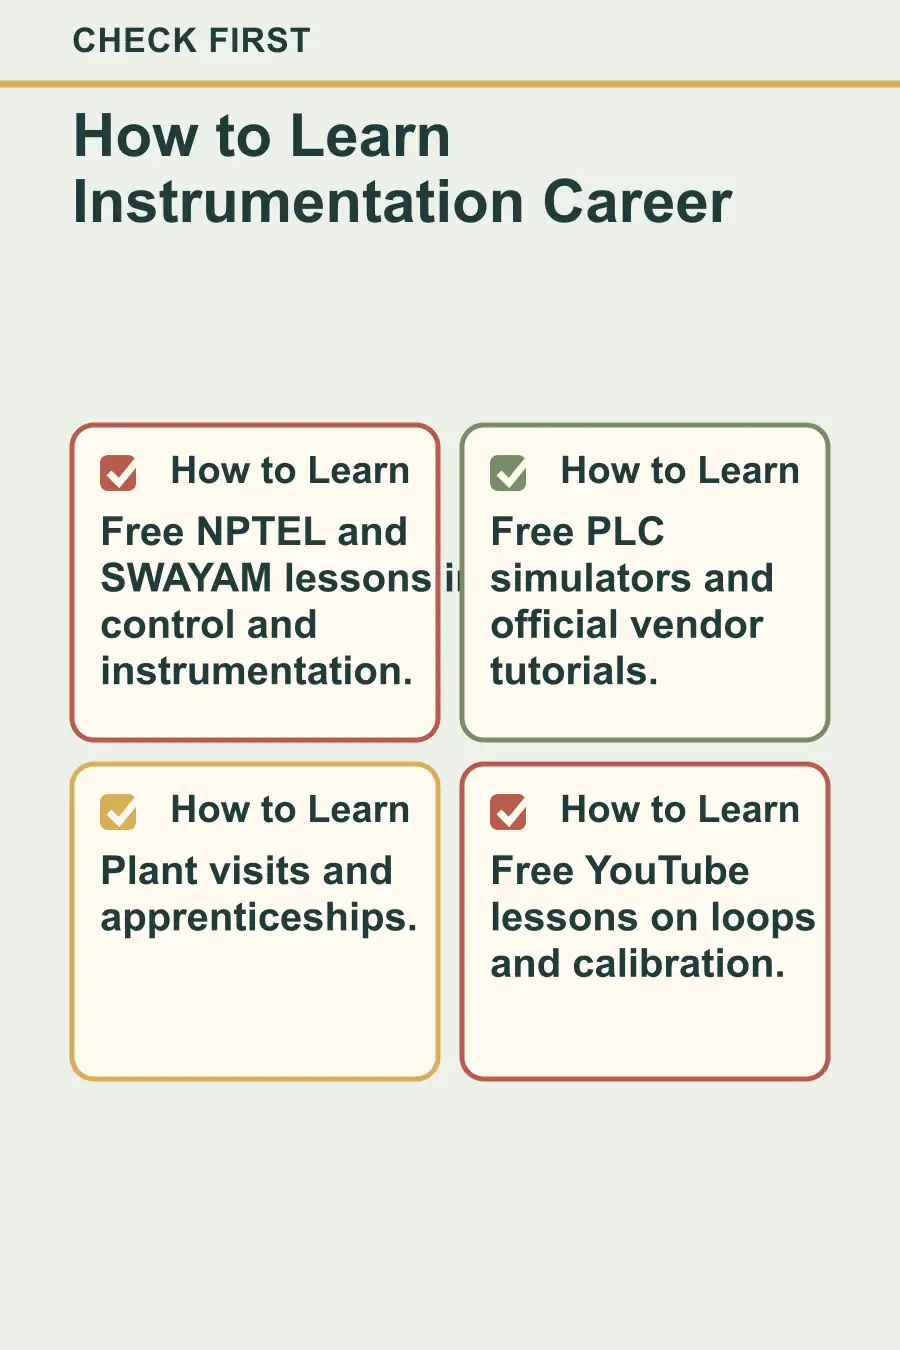 CHECK FIRST
How to Learn
Instrumentation Career
How to Learn
Free NPTEL and
SWAYAM lessons
control and
instrumentation.
How to Learn
Free PLC
simulators and
official vendor
tutorials.
How to Learn
Plant visits and
apprenticeships.
How to Learn
Free YouTube
lessons on loops
and calibration.